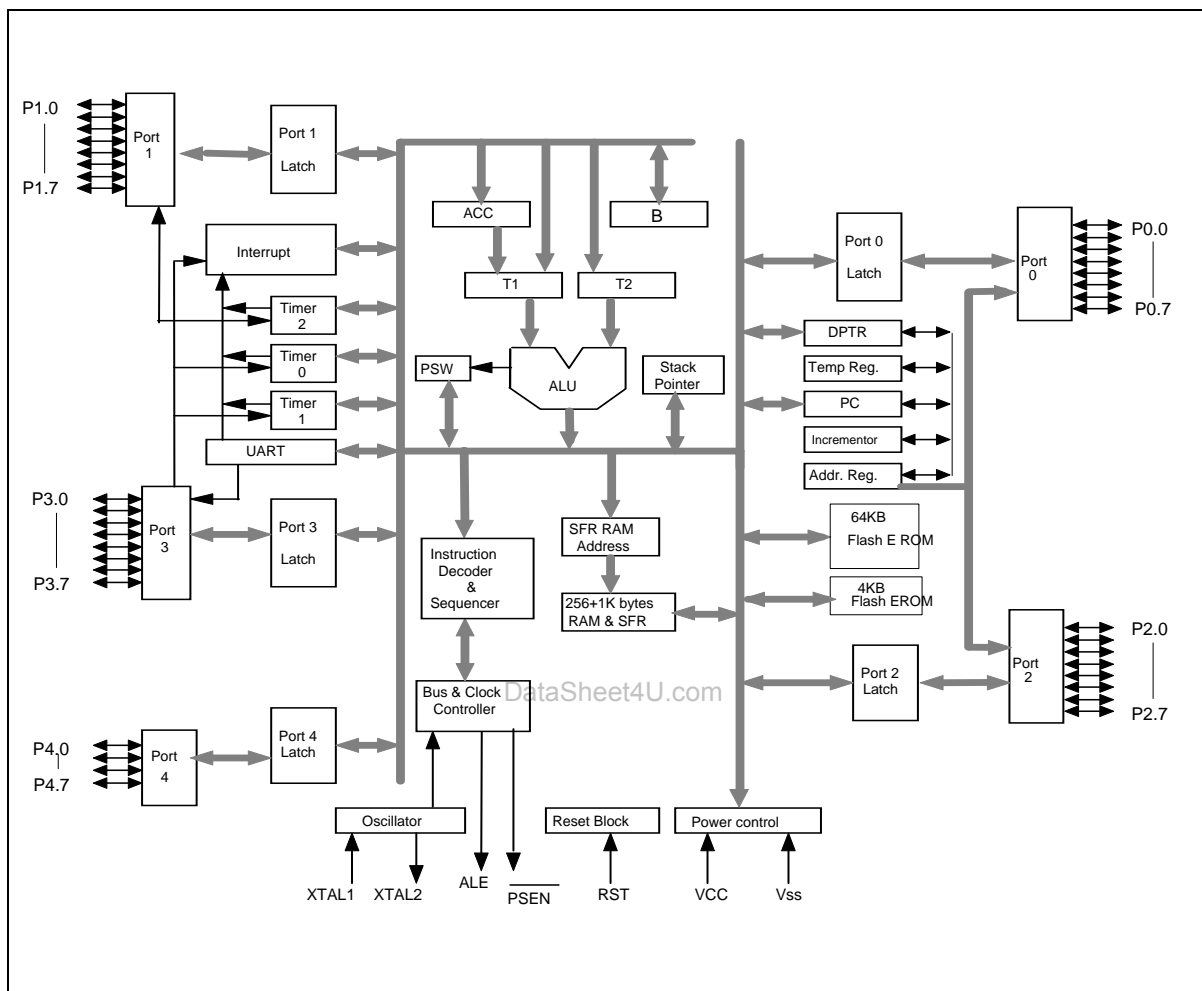 P1.0
P1.7
Port
1
Port 1
Latch
ACC
B
Interrupt
T1
T2
Timer
2
Timer
0
Timer
1
UART
PSW
ALU
Stack
Pointer
Port 0
Latch
Port
0
P0.0
P0.7
DPTR
Temp Reg.
PC
Incrementor
Addr. Reg.
64KB
Flash E ROM
4KB
Flash EROM
P3.0
P3.7
Port
3
Port 3
Latch
Instruction
Decoder
&
Sequencer
SFR RAM
Address
256+1K bytes
RAM & SFR
Port 2
Latch
Port
2
P2.0
P2.7
Bus & Clock
Controller
DataSheet4U.com
P4.0
P4.7
Port
4
Port 4
Latch
Oscillator
Reset Block
Power control
XTAL1
XTAL2
ALE
PSEN
RST
VCC
Vss